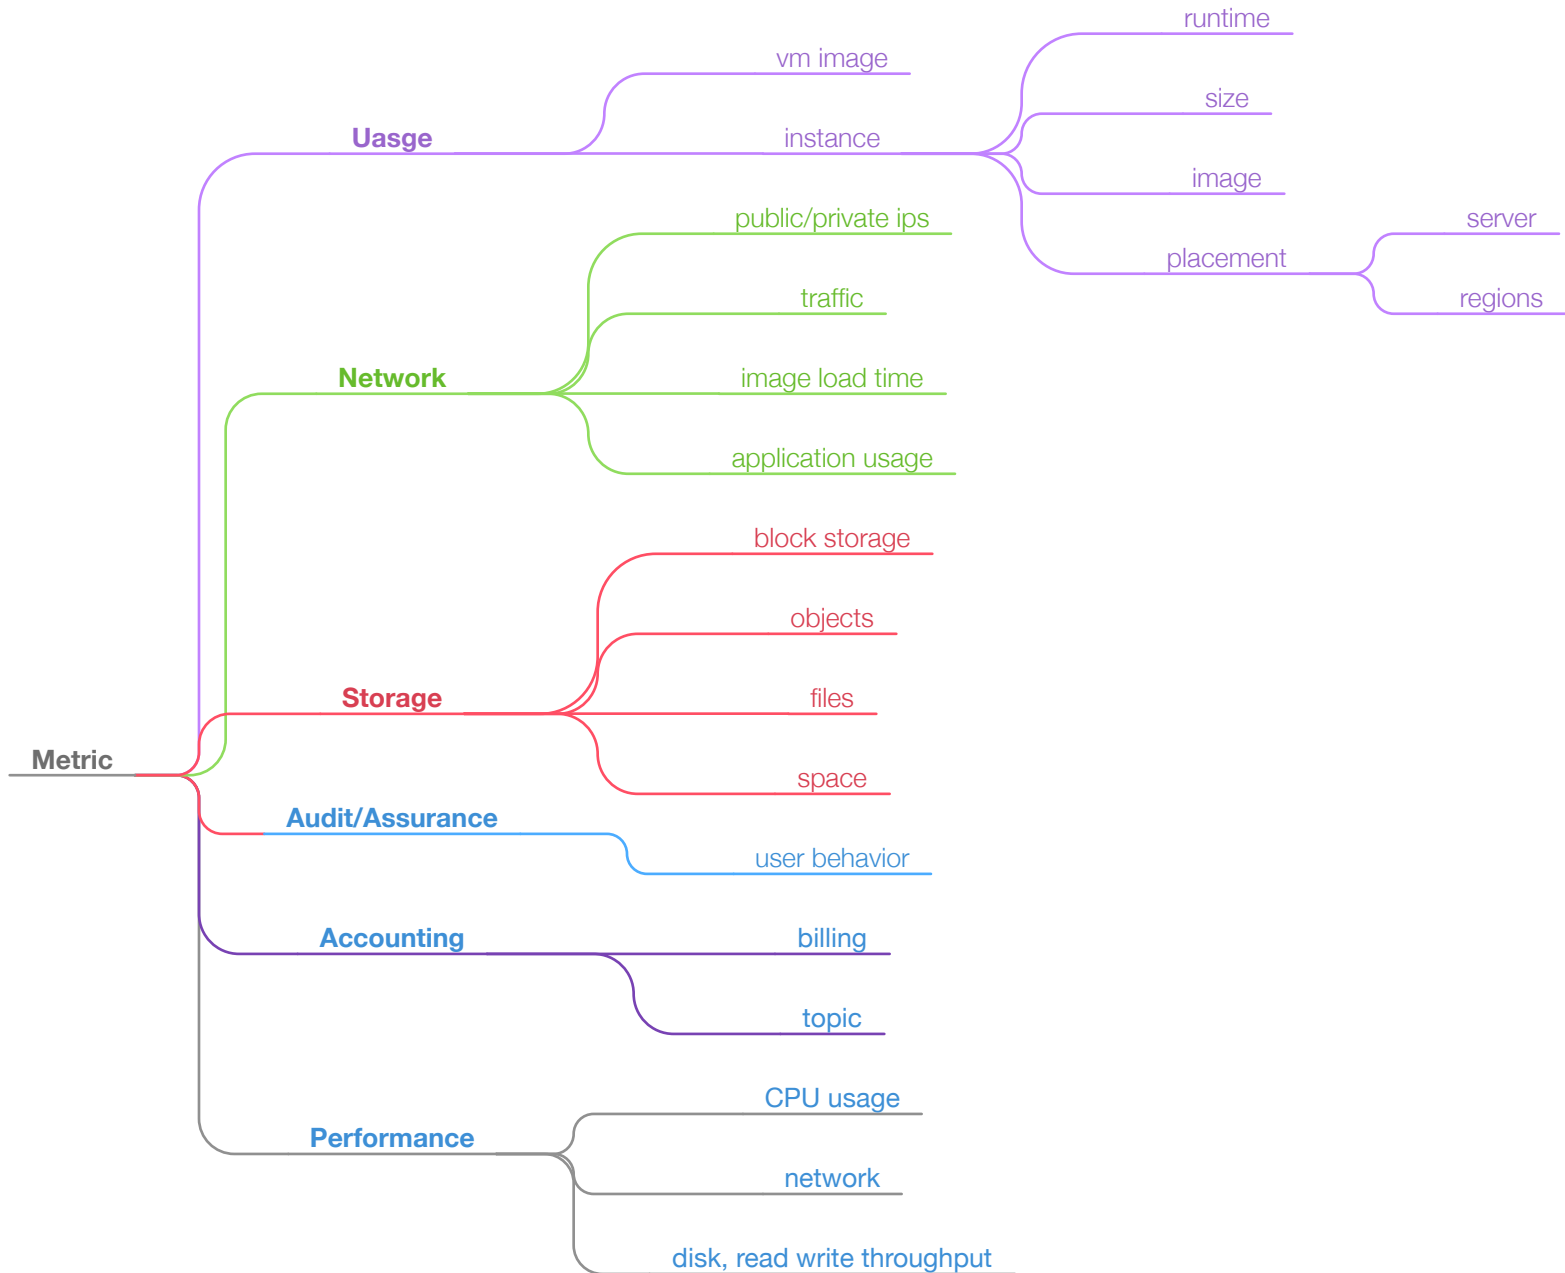 Metric
Uasge
vm image
instance
runtime
size
image
placement
server
regions
Network
public/private ips
traffic
image load time
application usage
Storage
block storage
objects
files
space
Audit/Assurance
user behavior
Accounting
billing
topic
Performance
CPU usage
network
disk, read write throughput